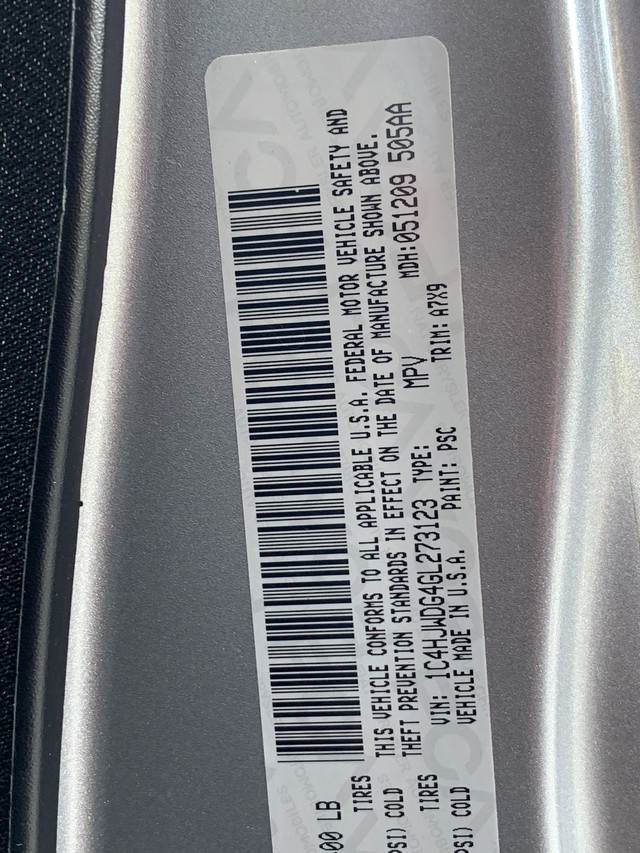 THIS VEHICLE CONFORMS TO ALL APPLICABLE U.S.A. FEDERAL MOTOR VEHICLE SAFETY AND
THEFT PREVENTION STANDARDS IN EFFECT ON THE DATE OF MANUFACTURE SHOWN ABOVE.
VIN: 1C4HJWDG4GL273123 TYPE: MPV MDH:051209 505AA
VEHICLE MADE IN U.S.A. PAINT: PSC TRIM: A7X9
00 LB
TIRES
PSI) COLD
TIRES
PSI) COLD